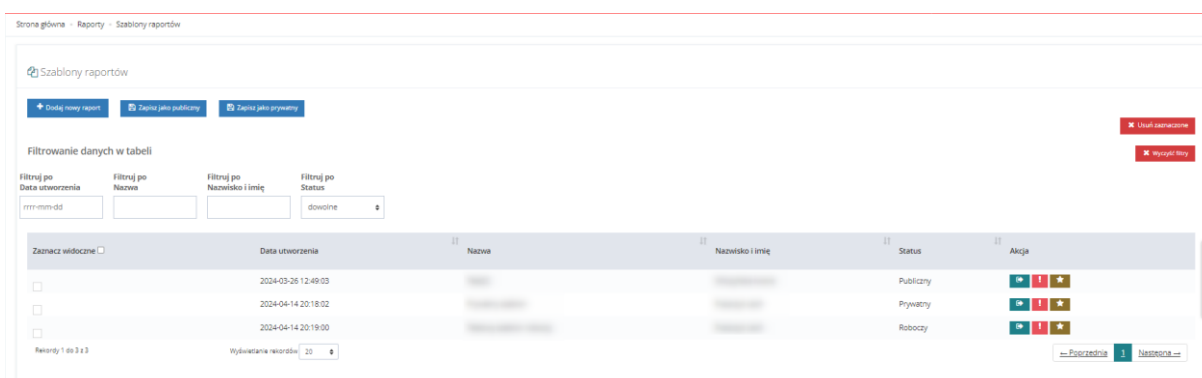 Strona główna - Raporty - Szablony raportów
Szablony raportów
Dodaj nowy raport Zapisz jako publiczny Zapisz jako prywatny
Usuń zaznaczone
Filtrowanie danych w tabeli
Wyczyść filtry
Filtruj po Filtruj po Filtruj po Filtruj po
Data utworzenia Nazwa Nazwisko i imię Status
rrrr-mm-dd dowolne
Zaznacz widoczne Data utworzenia Nazwa Nazwisko i imię Status Akcja
2024-03-26 12:49:03 Publiczny
2024-04-14 20:18:02 Prywatny
2024-04-14 20:19:00 Roboczy
Rekordy 1 do 3 z 3 Wyświetlanie rekordów 20 ← Poprzednia 1 Następna →